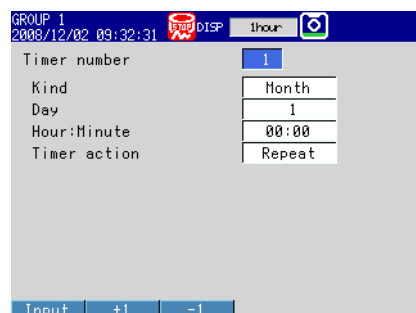 GROUP 1
2008/12/02 09:32:31 STOP DISP 1hour
Timer number 1
Kind Month
Day 1
Hour:Minute 00:00
Timer action Repeat
Input +1 -1